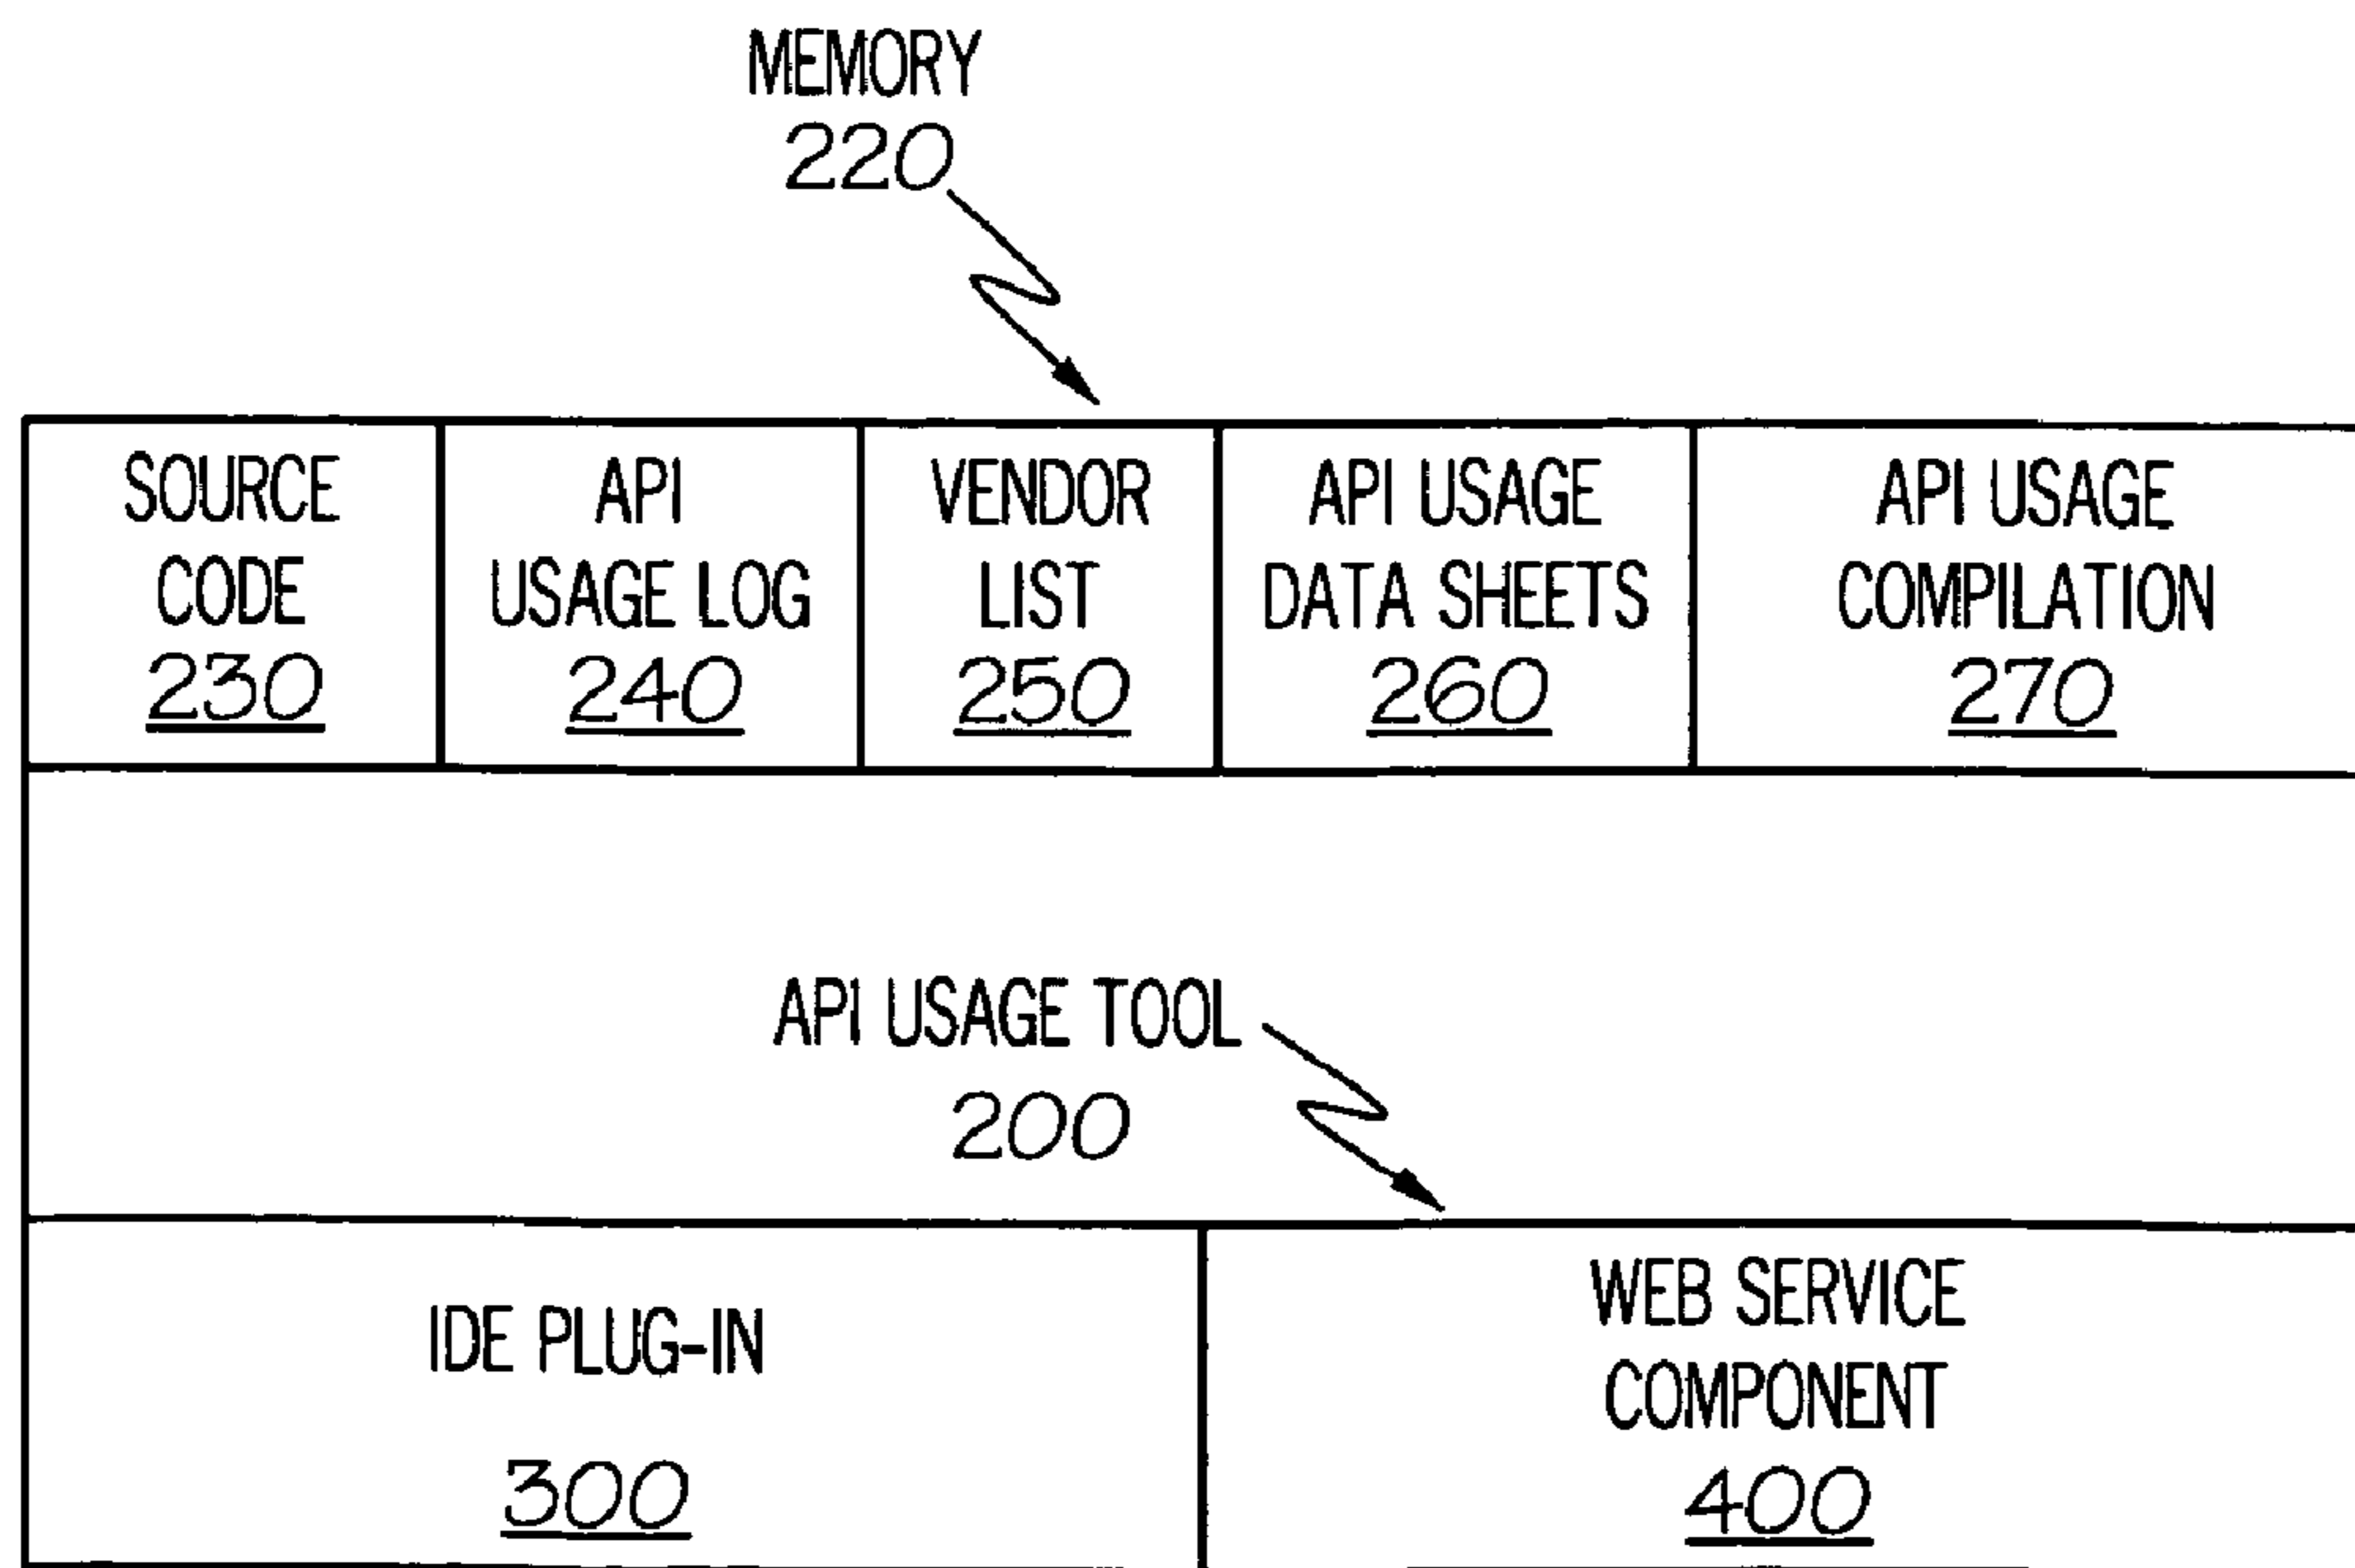 MEMORY
220
SOURCE
CODE
230
API
USAGE LOG
240
VENDOR
LIST
250
API USAGE
DATA SHEETS
260
API USAGE
COMPILATION
270
API USAGE TOOL
200
IDE PLUG-IN
300
WEB SERVICE
COMPONENT
400